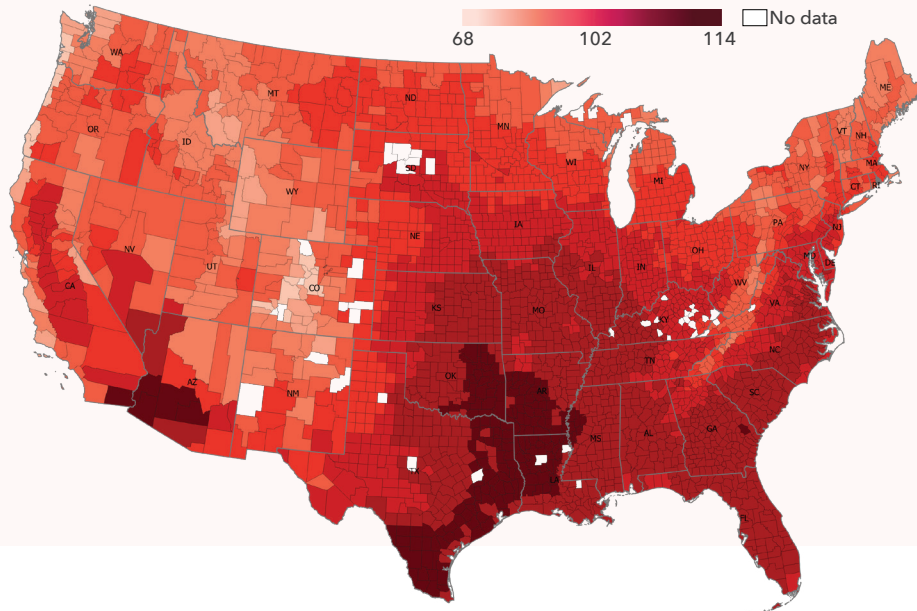 No data
68 102 114
WA
MT
ND
MN
ME
OR
ID
WI
VT
NH
NY
MA
SD
MI
CT
RI
WY
PA
NE
IA
NJ
NV
OH
UT
IL
IN
MD
DE
CO
WV
CA
KS
MO
VA
KY
NC
TN
AZ
OK
AR
NM
SC
MS
AL
GA
TX
LA
FL